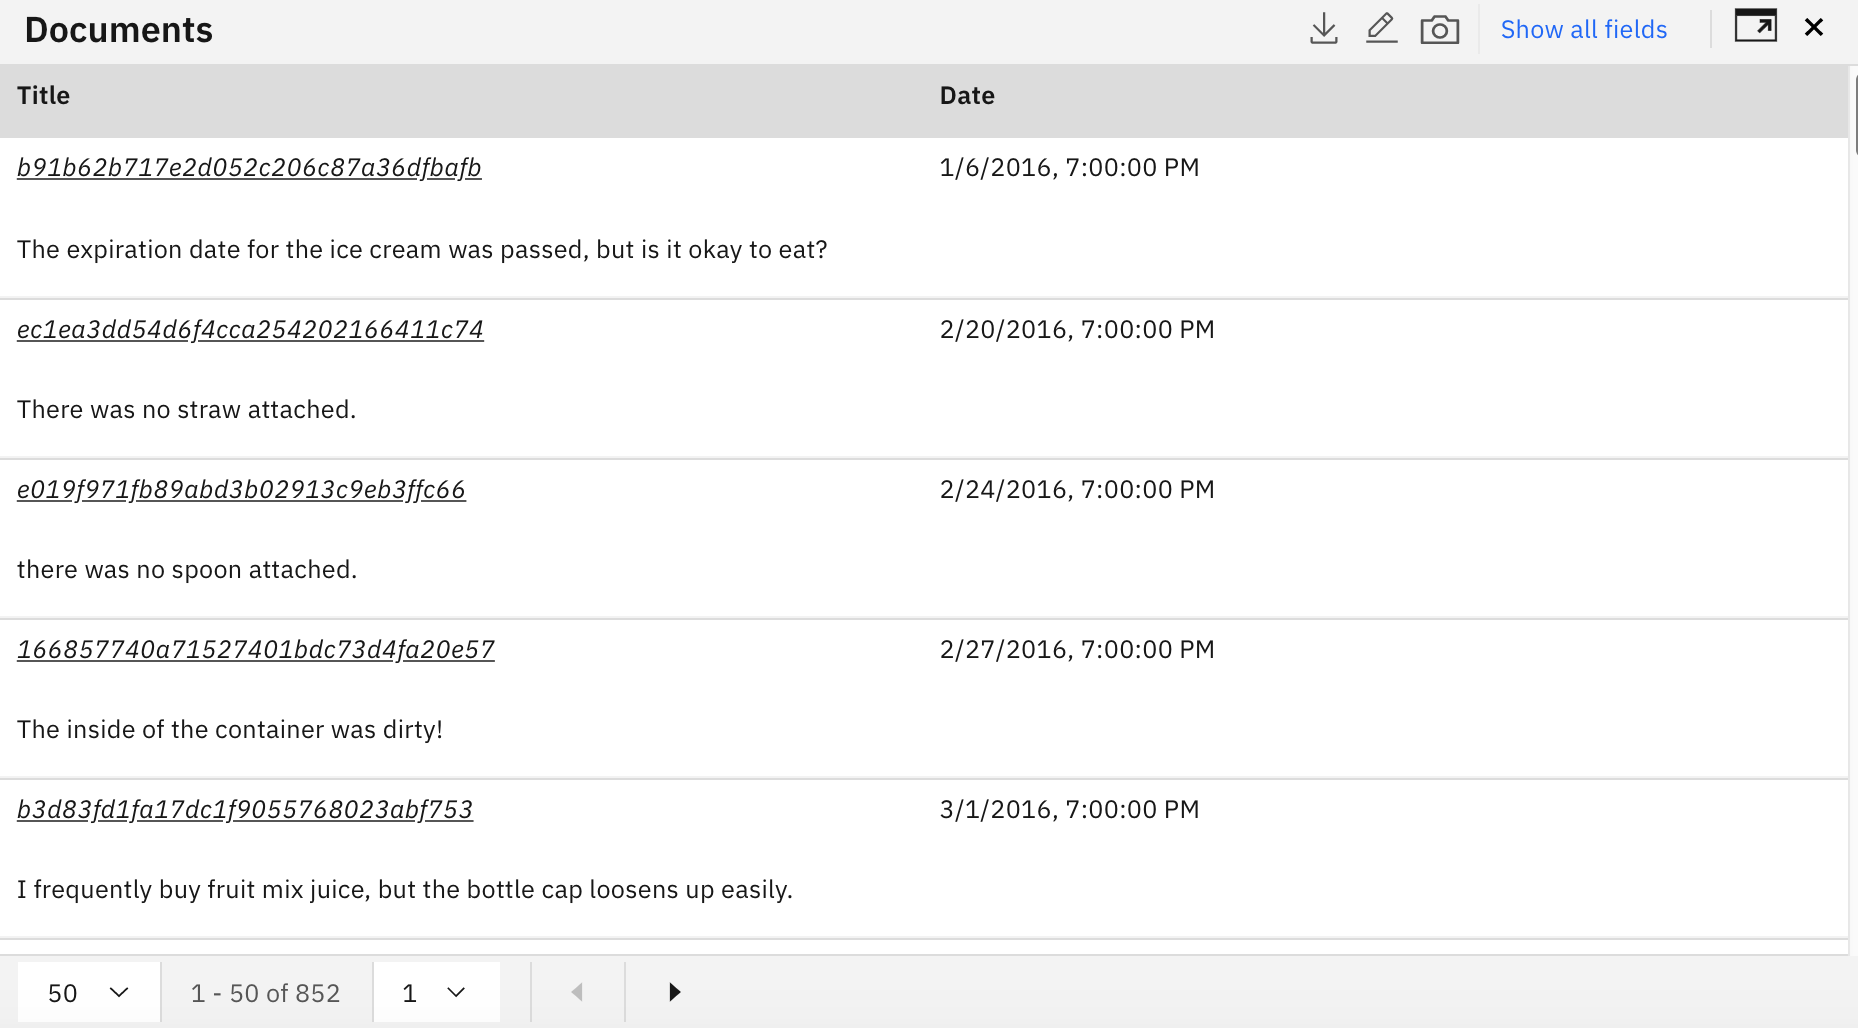 Documents
Show all fields
Title Date
b91b62b717e2d052c206c87a36dfbafb 1/6/2016, 7:00:00 PM
The expiration date for the ice cream was passed, but is it okay to eat?
ec1ea3dd54d6f4cca254202166411c74 2/20/2016, 7:00:00 PM
There was no straw attached.
e019f971fb89abd3b02913c9eb3ffc66 2/24/2016, 7:00:00 PM
there was no spoon attached.
166857740a71527401bdc73d4fa20e57 2/27/2016, 7:00:00 PM
The inside of the container was dirty!
b3d83fd1fa17dc1f9055768023abf753 3/1/2016, 7:00:00 PM
I frequently buy fruit mix juice, but the bottle cap loosens up easily.
50 1 - 50 of 852 1